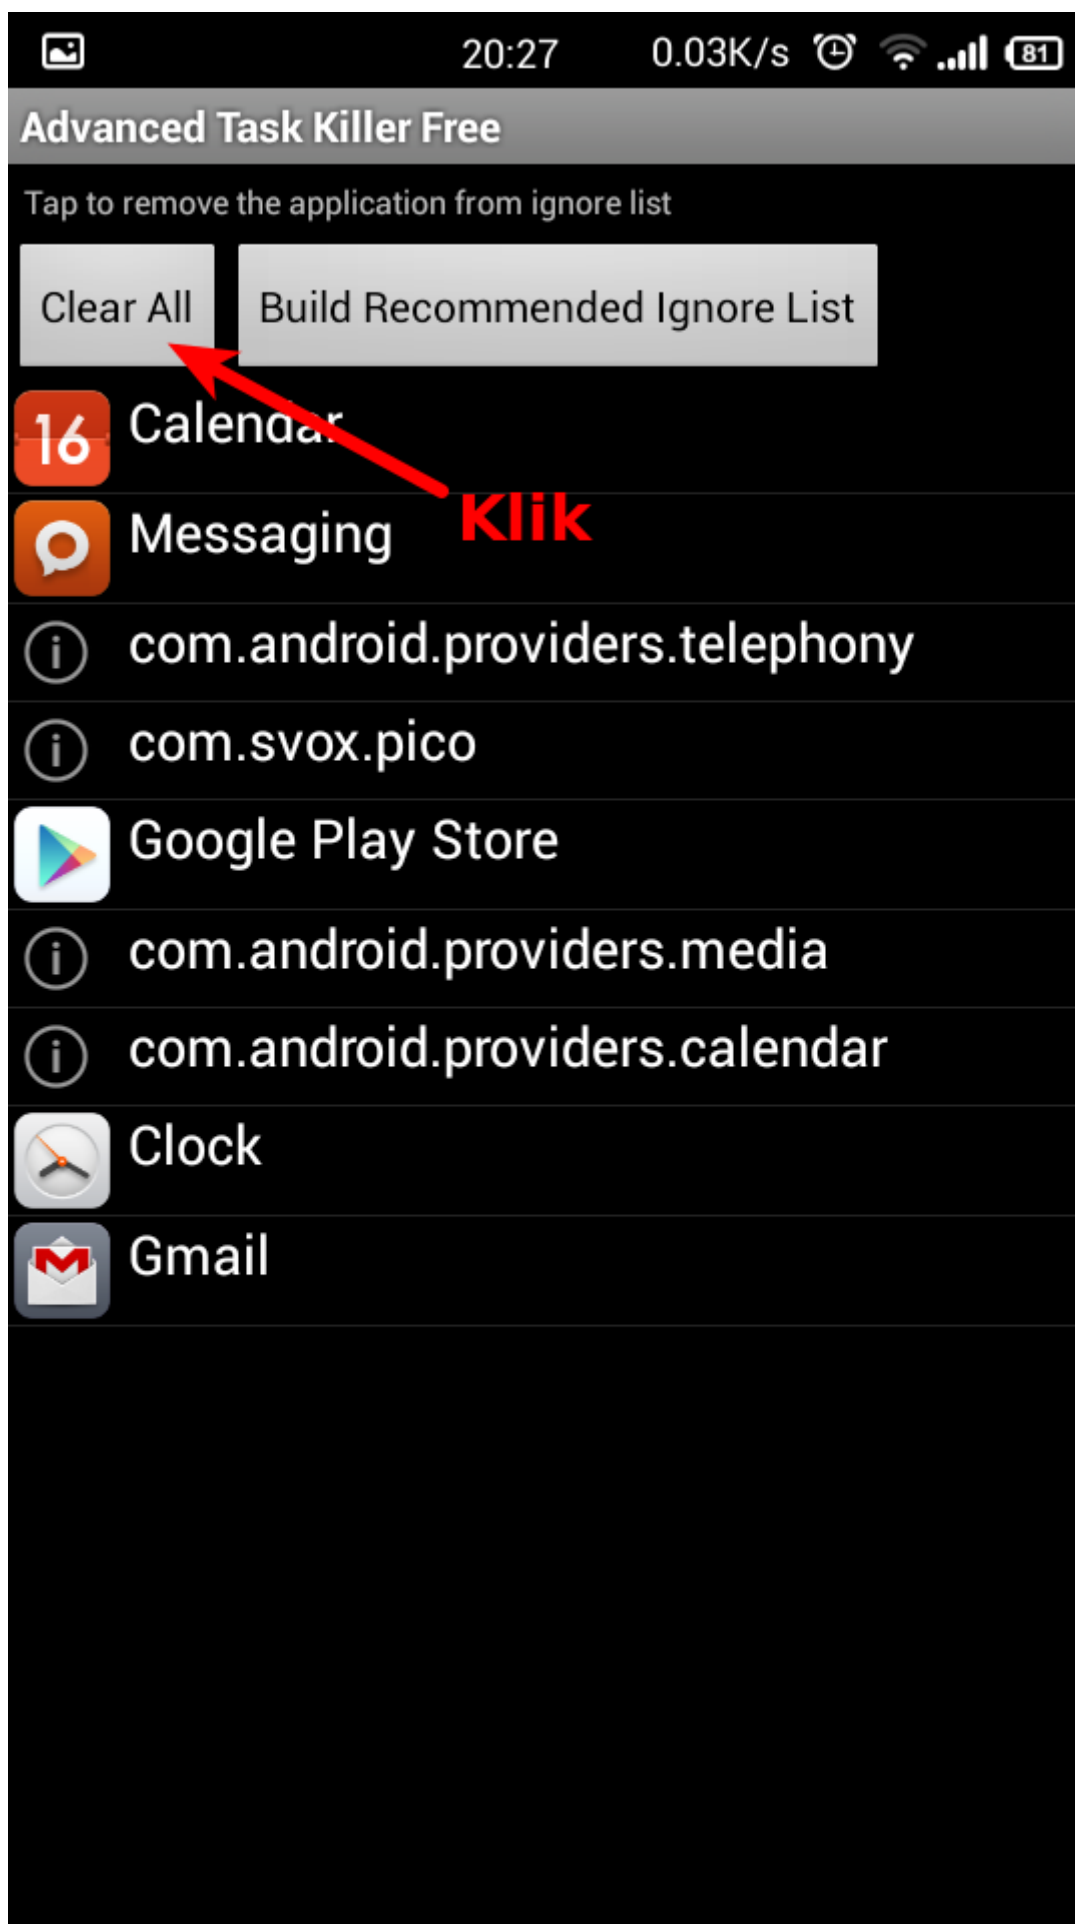 20:27 0.03K/s 81
Advanced Task Killer Free
Tap to remove the application from ignore list
Clear All Build Recommended Ignore List
16 Calendar
Klik
Messaging
com.android.providers.telephony
com.svox.pico
Google Play Store
com.android.providers.media
com.android.providers.calendar
Clock
Gmail